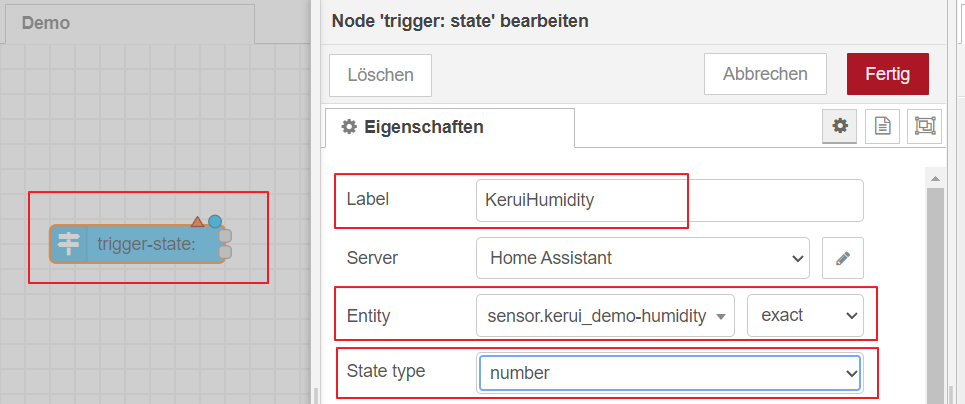 Demo
Node 'trigger: state' bearbeiten
Löschen
Abbrechen
Fertig
Eigenschaften
Label
KeruiHumidity
trigger-state:
Server
Home Assistant
Entity
sensor.kerui_demo-humidity
exact
State type
number